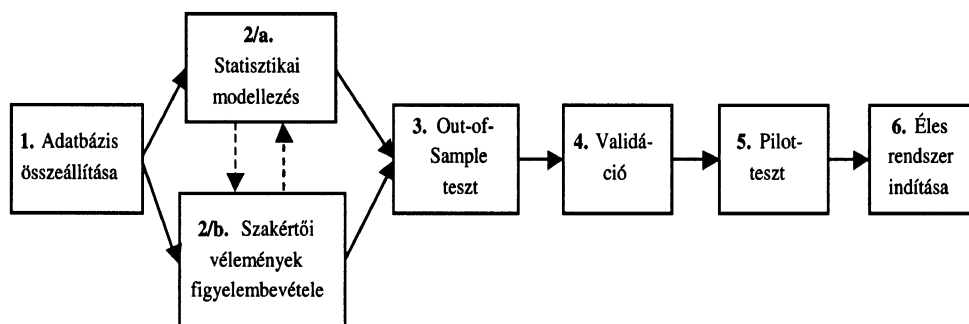 1. Adatbázis
összeállítása
2/a.
Statisztikai
modellezés
2/b. Szakértői
vélemények
figyelembevétele
3. Out-of-
Sample
teszt
4. Validá-
ció
5. Pilot-
teszt
6. Éles
rendszer
indítása